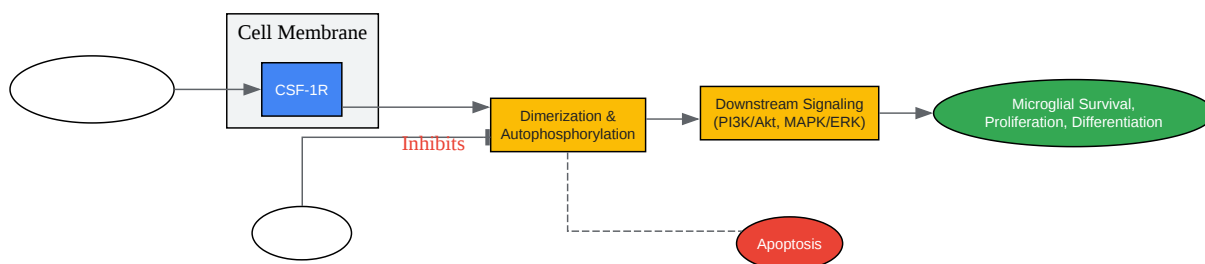 Cell Membrane
CSF-1R
Inhibits
Dimerization &
Autophosphorylation
Downstream Signaling
(PI3K/Akt, MAPK/ERK)
Microglial Survival,
Proliferation, Differentiation
Apoptosis